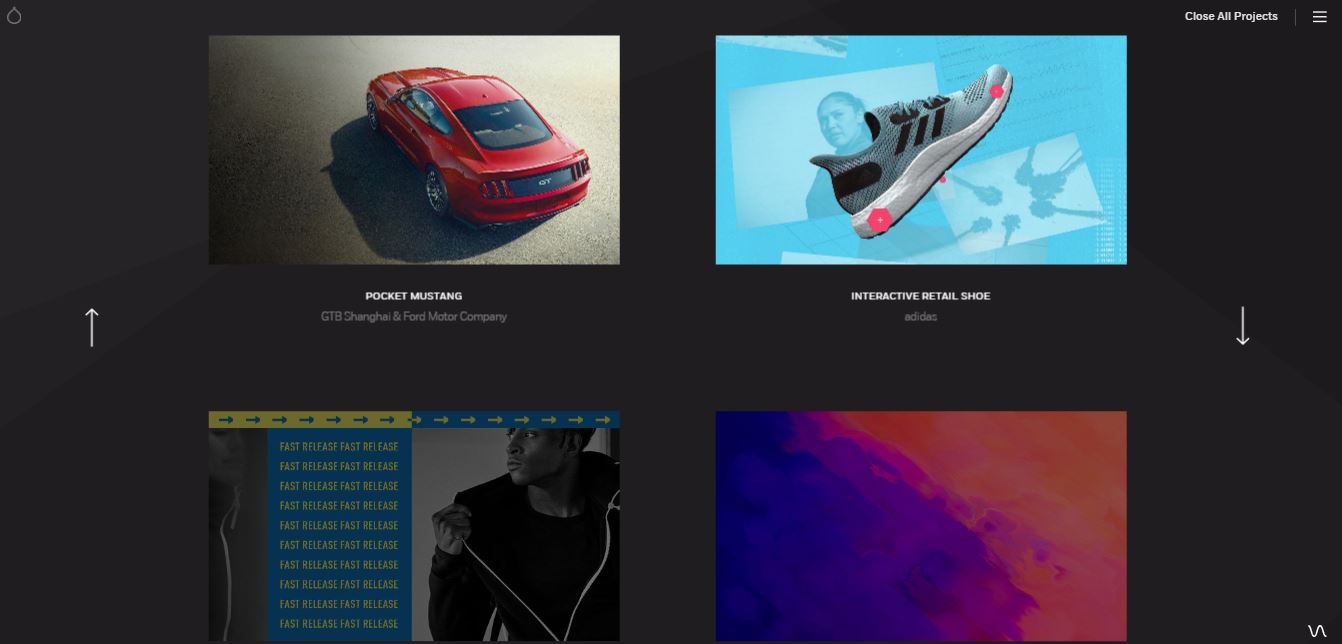 Close All Projects
GT
POCKET MUSTANG
GTB Shanghai & Ford Motor Company
INTERACTIVE RETAIL SHOE
adidas
FAST RELEASE FAST RELEASE
FAST RELEASE FAST RELEASE
FAST RELEASE FAST RELEASE
FAST RELEASE FAST RELEASE
FAST RELEASE FAST RELEASE
FAST RELEASE FAST RELEASE
FAST RELEASE FAST RELEASE
FAST RELEASE FAST RELEASE
FAST RELEASE FAST RELEASE
FAST RELEASE FAST RELEASE